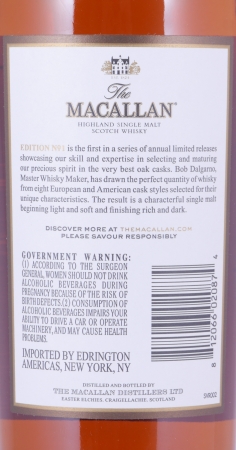 The
MACALLAN
HIGHLAND SINGLE MALT
SCOTCH WHISKY
EDITION Nº1 is the first in a series of annual limited releases
showcasing our skill and expertise in selecting and maturing
our precious spirit in the very best oak casks. Bob Dalgarno,
Master Whisky Maker, has drawn the perfect quantity of whisky
from eight European and American cask styles selected for their
unique characteristics. The result is a characterful single malt
beginning light and soft and finishing rich and dark.
DISCOVER MORE AT THEMACALLAN.COM
PLEASE SAVOUR RESPONSIBLY
GOVERNMENT WARNING:
(1) ACCORDING TO THE SURGEON
GENERAL, WOMEN SHOULD NOT DRINK
ALCOHOLIC BEVERAGES DURING
PREGNANCY BECAUSE OF THE RISK OF
BIRTH DEFECTS. (2) CONSUMPTION OF
ALCOHOLIC BEVERAGES IMPAIRS YOUR
ABILITY TO DRIVE A CAR OR OPERATE
MACHINERY, AND MAY CAUSE HEALTH
PROBLEMS.
IMPORTED BY EDRINGTON
AMERICAS, NEW YORK, NY
8 12066 02087 4
DISTILLED AND BOTTLED BY
THE MACALLAN DISTILLERS LTD
EASTER ELCHIES, CRAIGELLACHIE, SCOTLAND